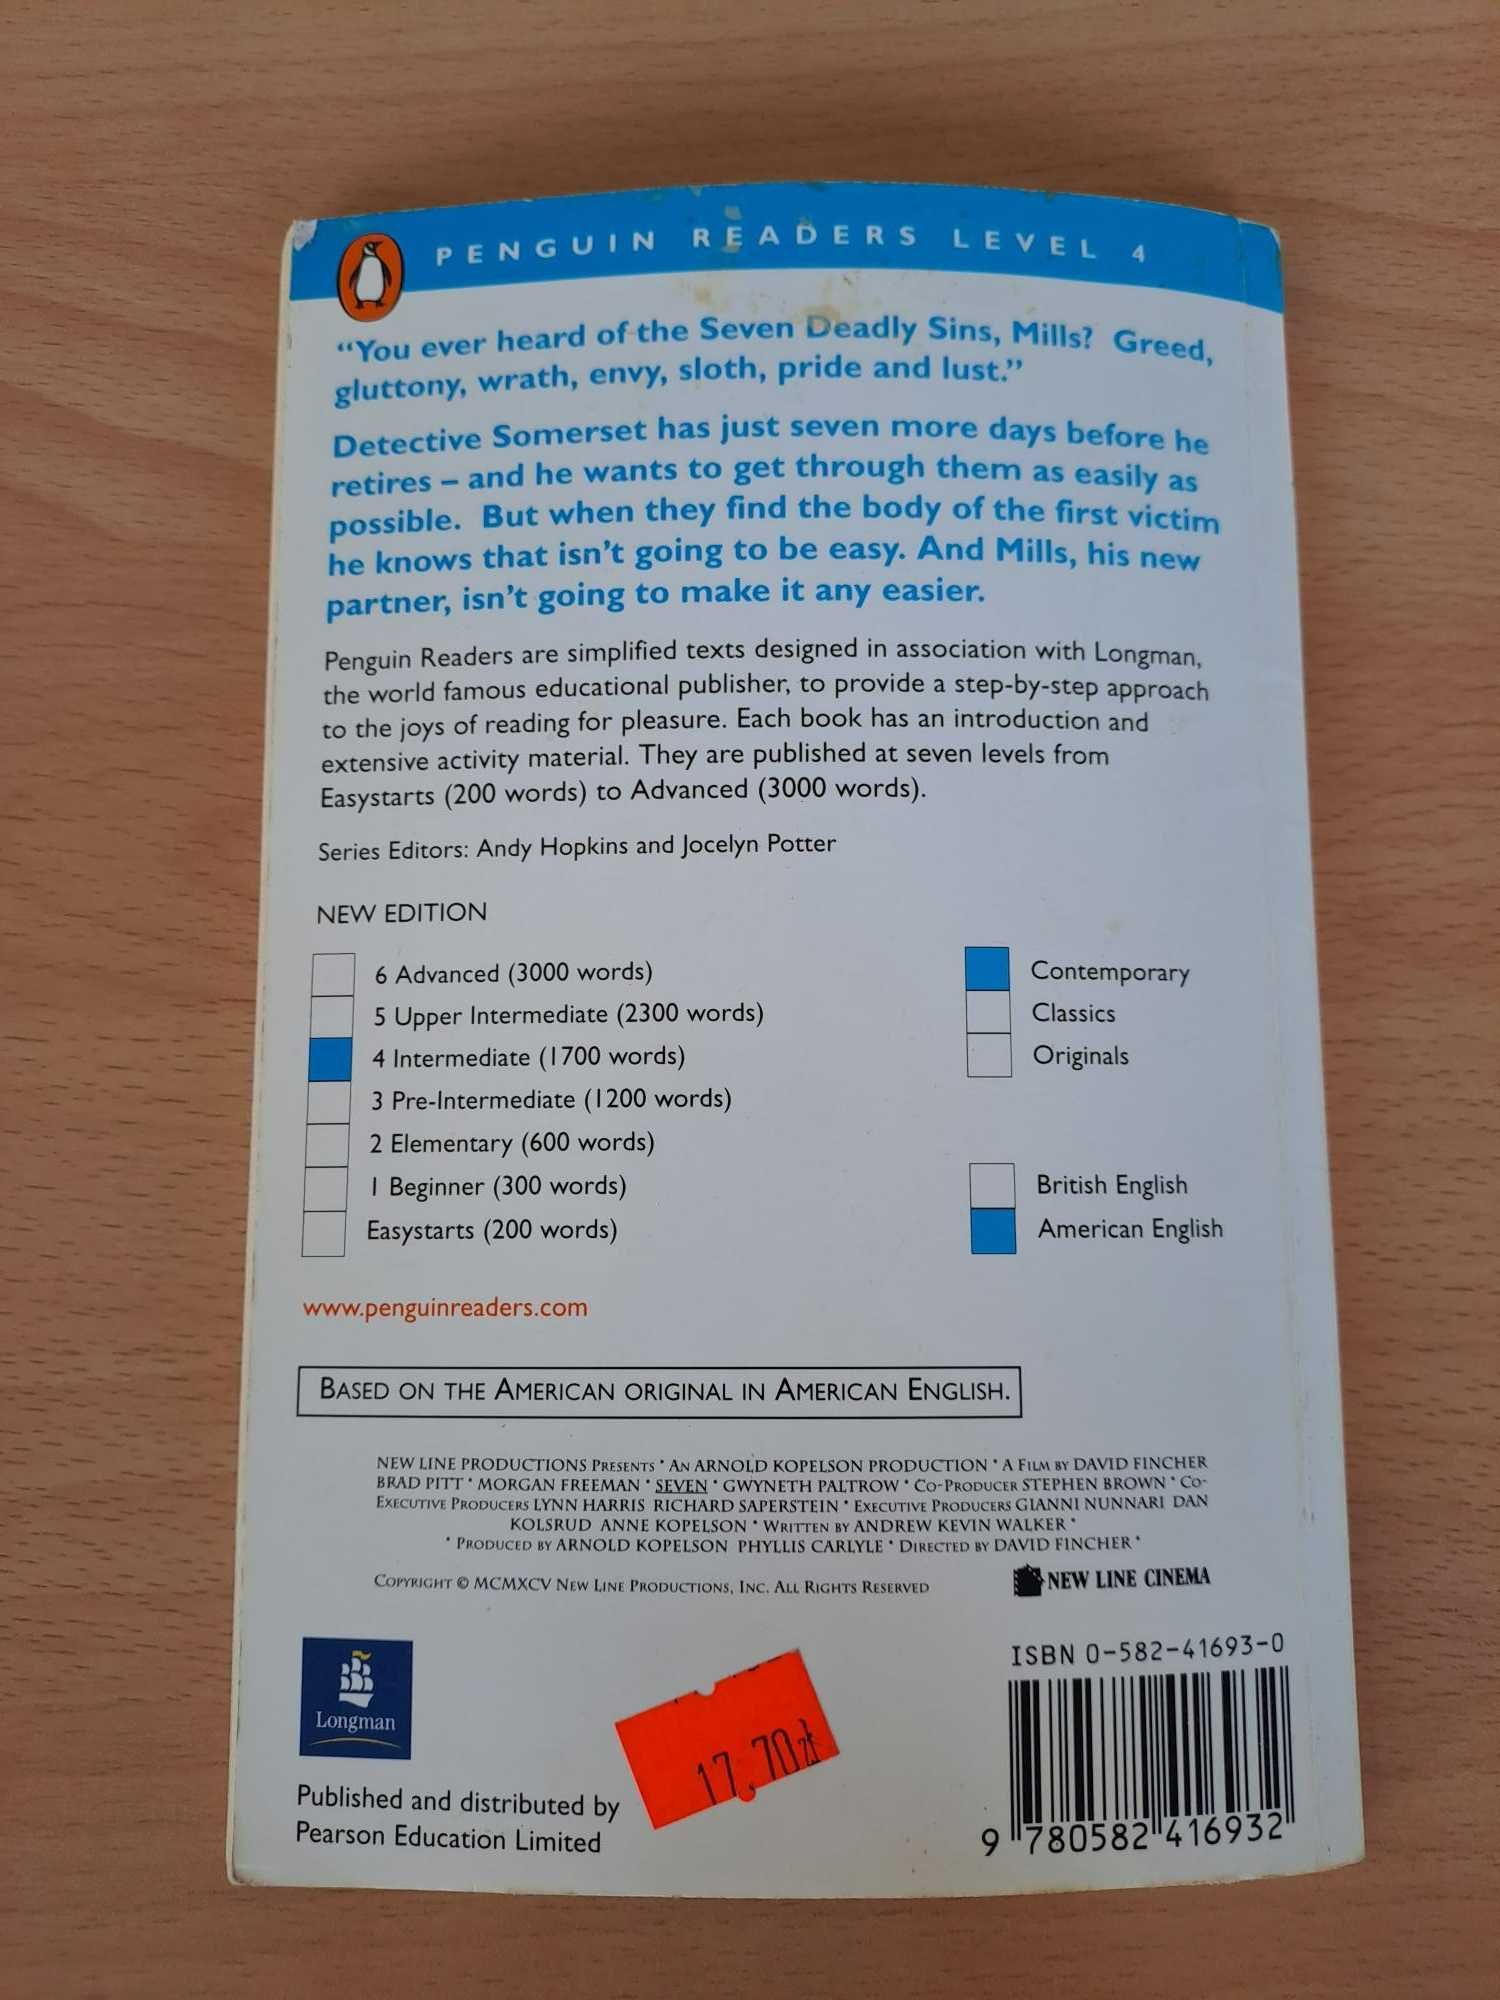 PENGUIN READERS LEVEL 4
“You ever heard of the Seven Deadly Sins, Mills? Greed,
gluttony, wrath, envy, sloth, pride and lust.”
Detective Somerset has just seven more days before he
retires – and he wants to get through them as easily as
possible. But when they find the body of the first victim
he knows that isn’t going to be easy. And Mills, his new
partner, isn’t going to make it any easier.
Penguin Readers are simplified texts designed in association with Longman,
the world famous educational publisher, to provide a step-by-step approach
to the joys of reading for pleasure. Each book has an introduction and
extensive activity material. They are published at seven levels from
Easystarts (200 words) to Advanced (3000 words).
Series Editors: Andy Hopkins and Jocelyn Potter
NEW EDITION
6 Advanced (3000 words)
5 Upper Intermediate (2300 words)
4 Intermediate (1700 words)
3 Pre-Intermediate (1200 words)
2 Elementary (600 words)
1 Beginner (300 words)
Easystarts (200 words)
Contemporary
Classics
Originals
British English
American English
www.penguinreaders.com
BASED ON THE AMERICAN ORIGINAL IN AMERICAN ENGLISH.
NEW LINE PRODUCTIONS PRESENTS • AN ARNOLD KOPELSON PRODUCTION • A FILM BY DAVID FINCHER
BRAD PITT • MORGAN FREEMAN • SEVEN • GWYNETH PALTROW • CO-PRODUCER STEPHEN BROWN • CO-
EXECUTIVE PRODUCERS LYNN HARRIS RICHARD SAPERSTEIN • EXECUTIVE PRODUCERS GIANNI NUNNARI DAN
KOLSRUD ANNE KOPELSON • WRITTEN BY ANDREW KEVIN WALKER •
• PRODUCED BY ARNOLD KOPELSON PHYLLIS CARLYLE • DIRECTED BY DAVID FINCHER •
COPYRIGHT © MCMXCV NEW LINE PRODUCTIONS, INC. ALL RIGHTS RESERVED
NEW LINE CINEMA
Longman
Published and distributed by
Pearson Education Limited
17,70zł
ISBN 0-582-41693-0
9 780582 416932